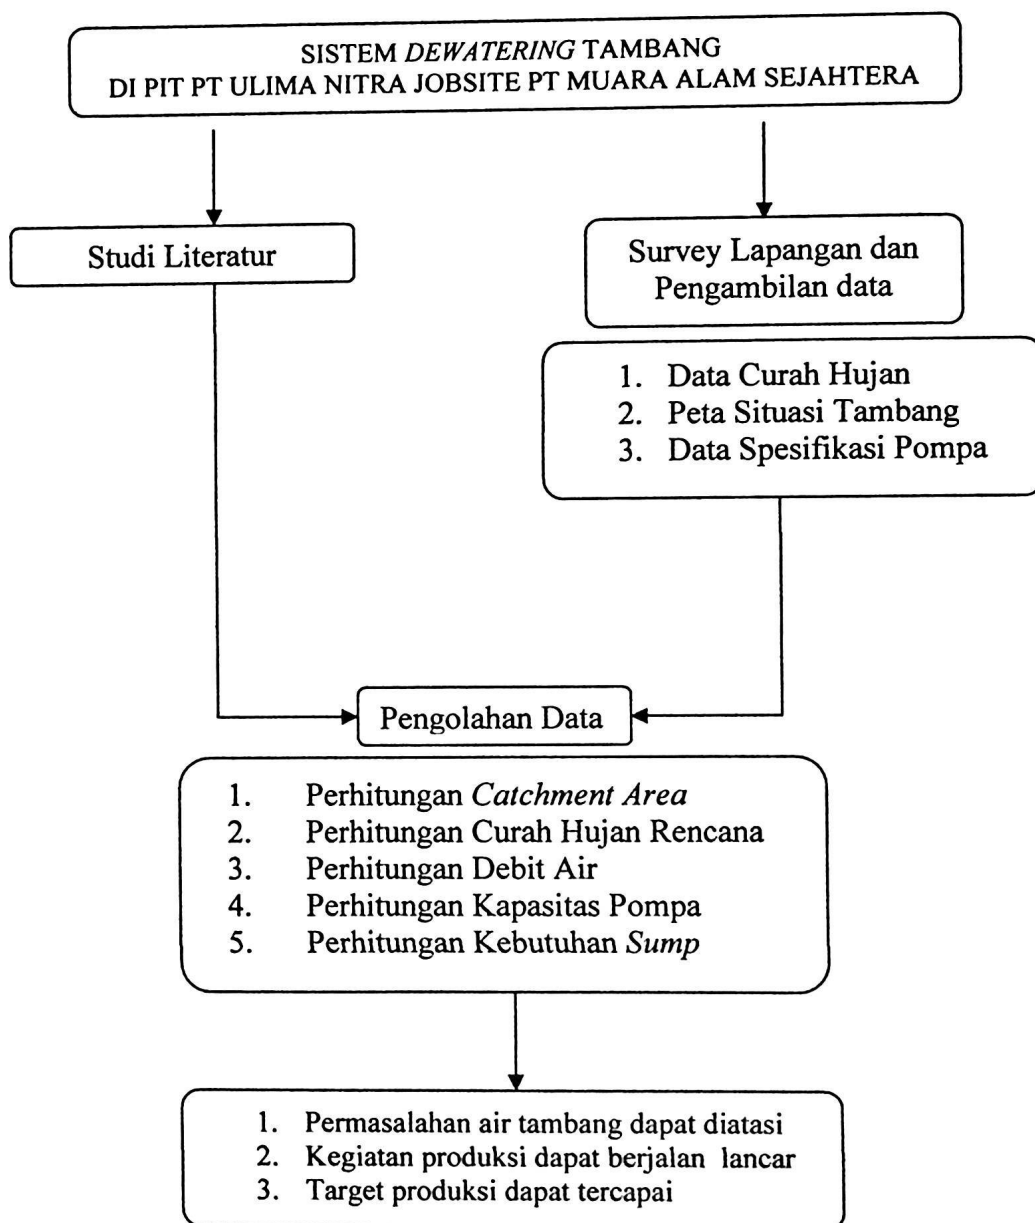 SISTEM DEWATERING TAMBANG
DI PIT PT ULIMA NITRA JOBSITE PT MUARA ALAM SEJAHTERA
Studi Literatur
Survey Lapangan dan
Pengambilan data
1. Data Curah Hujan
2. Peta Situasi Tambang
3. Data Spesifikasi Pompa
Pengolahan Data
1. Perhitungan Catchment Area
2. Perhitungan Curah Hujan Rencana
3. Perhitungan Debit Air
4. Perhitungan Kapasitas Pompa
5. Perhitungan Kebutuhan Sump
1. Permasalahan air tambang dapat diatasi
2. Kegiatan produksi dapat berjalan lancar
3. Target produksi dapat tercapai